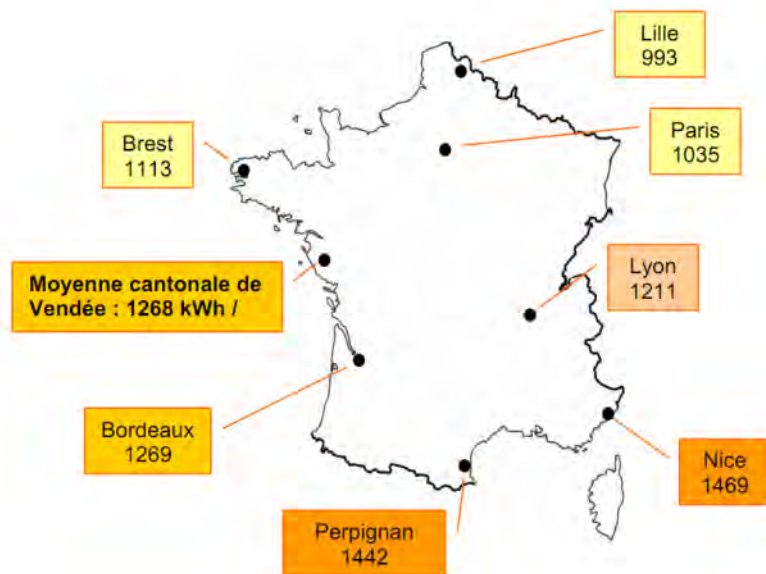 Lille
993
Paris
1035
Brest
1113
Moyenne cantonale de
Vendée : 1268 kWh /
Lyon
1211
Bordeaux
1269
Nice
1469
Perpignan
1442